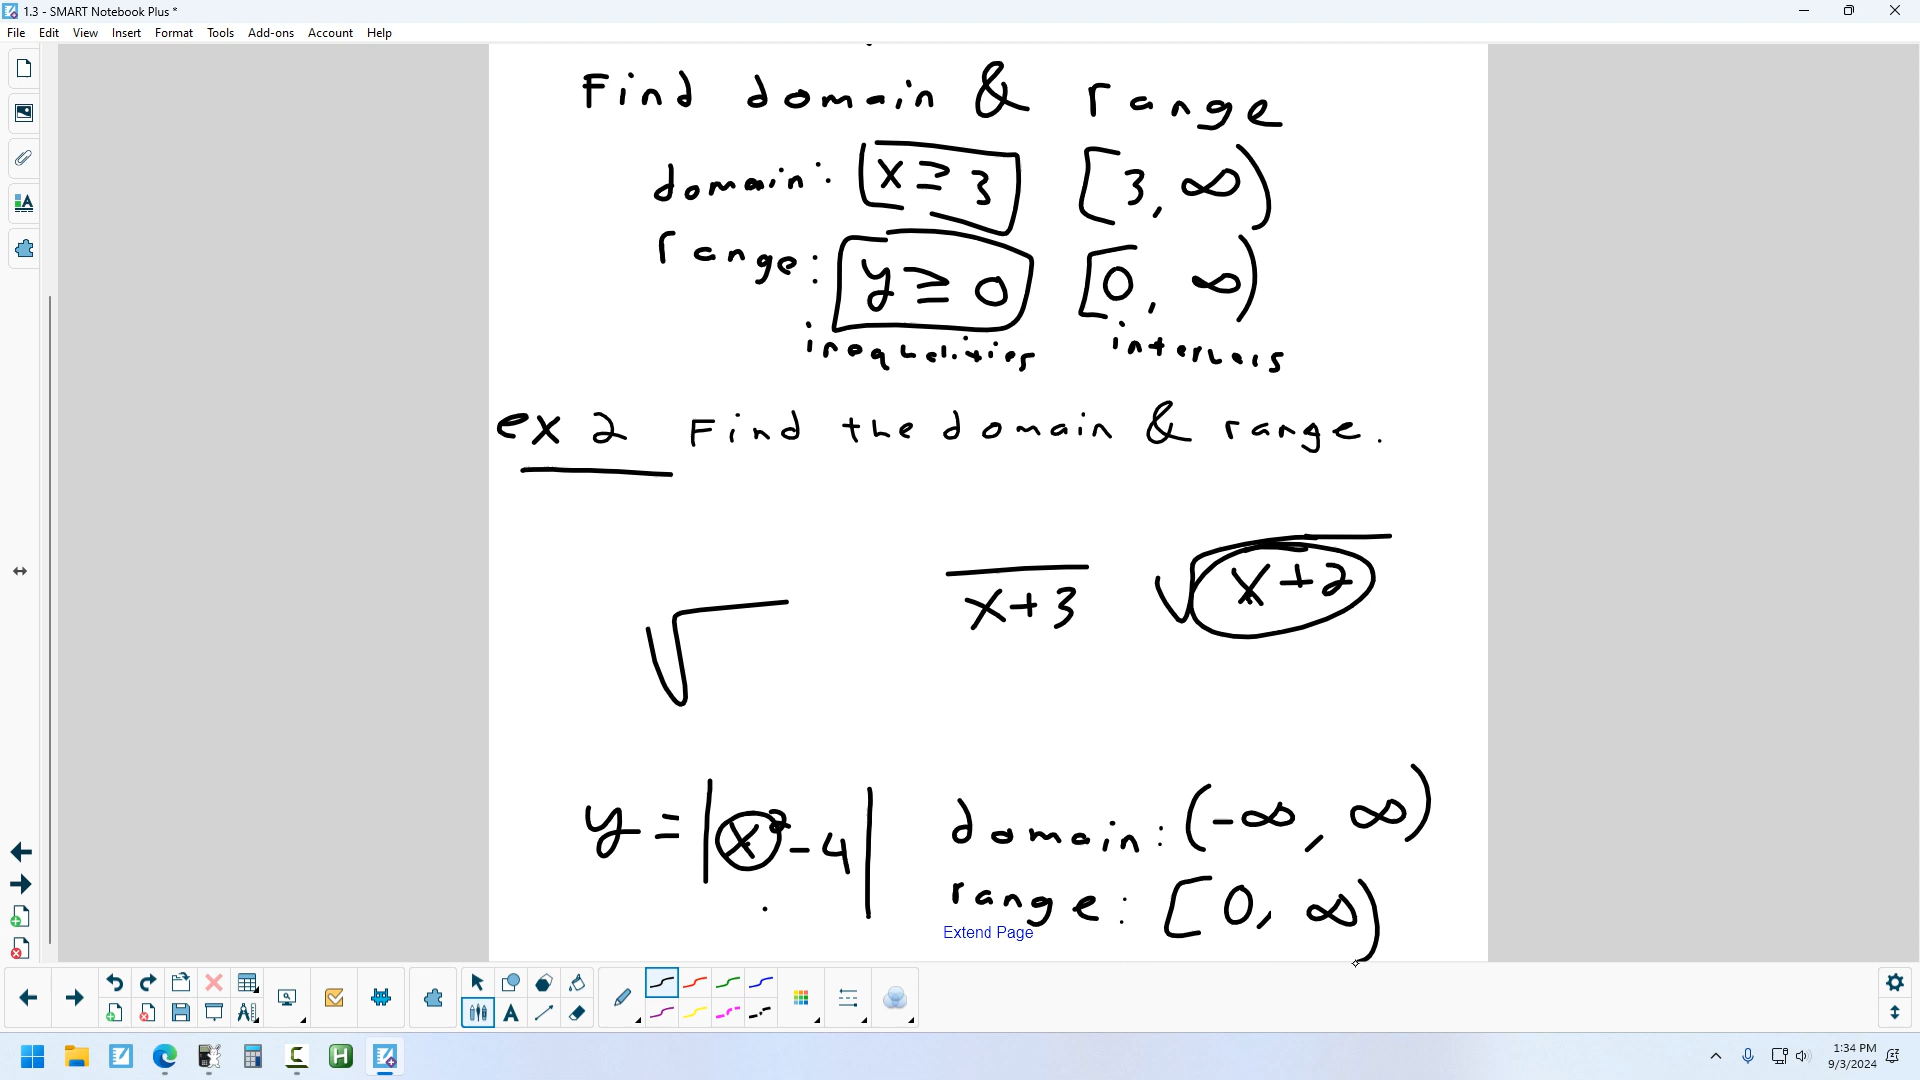 1.3 - SMART Notebook Plus *
File Edit View Insert Format Tools Add-ons Account Help
Find domain & range
domain: x ≥ 3 [3, ∞)
range: y ≥ 0 [0, ∞)
inequalities intervals
ex 2 Find the domain & range.
√ x+3 √x+2
y = |x²-4| domain: (-∞, ∞)
range: [0, ∞)
Extend Page
1:34 PM
9/3/2024